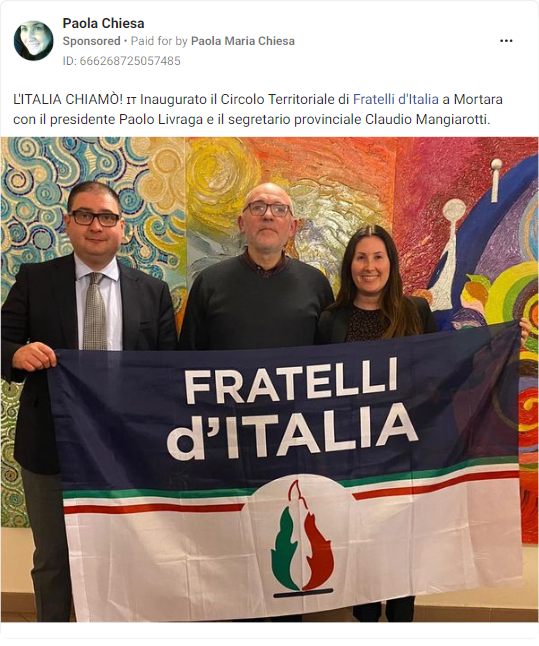 Paola Chiesa
Sponsored • Paid for by Paola Maria Chiesa
ID: 666268725057485
L'ITALIA CHIAMÒ! ɪᴛ Inaugurato il Circolo Territoriale di Fratelli d'Italia a Mortara
con il presidente Paolo Livraga e il segretario provinciale Claudio Mangiarotti.
FRATELLI
d'ITALIA